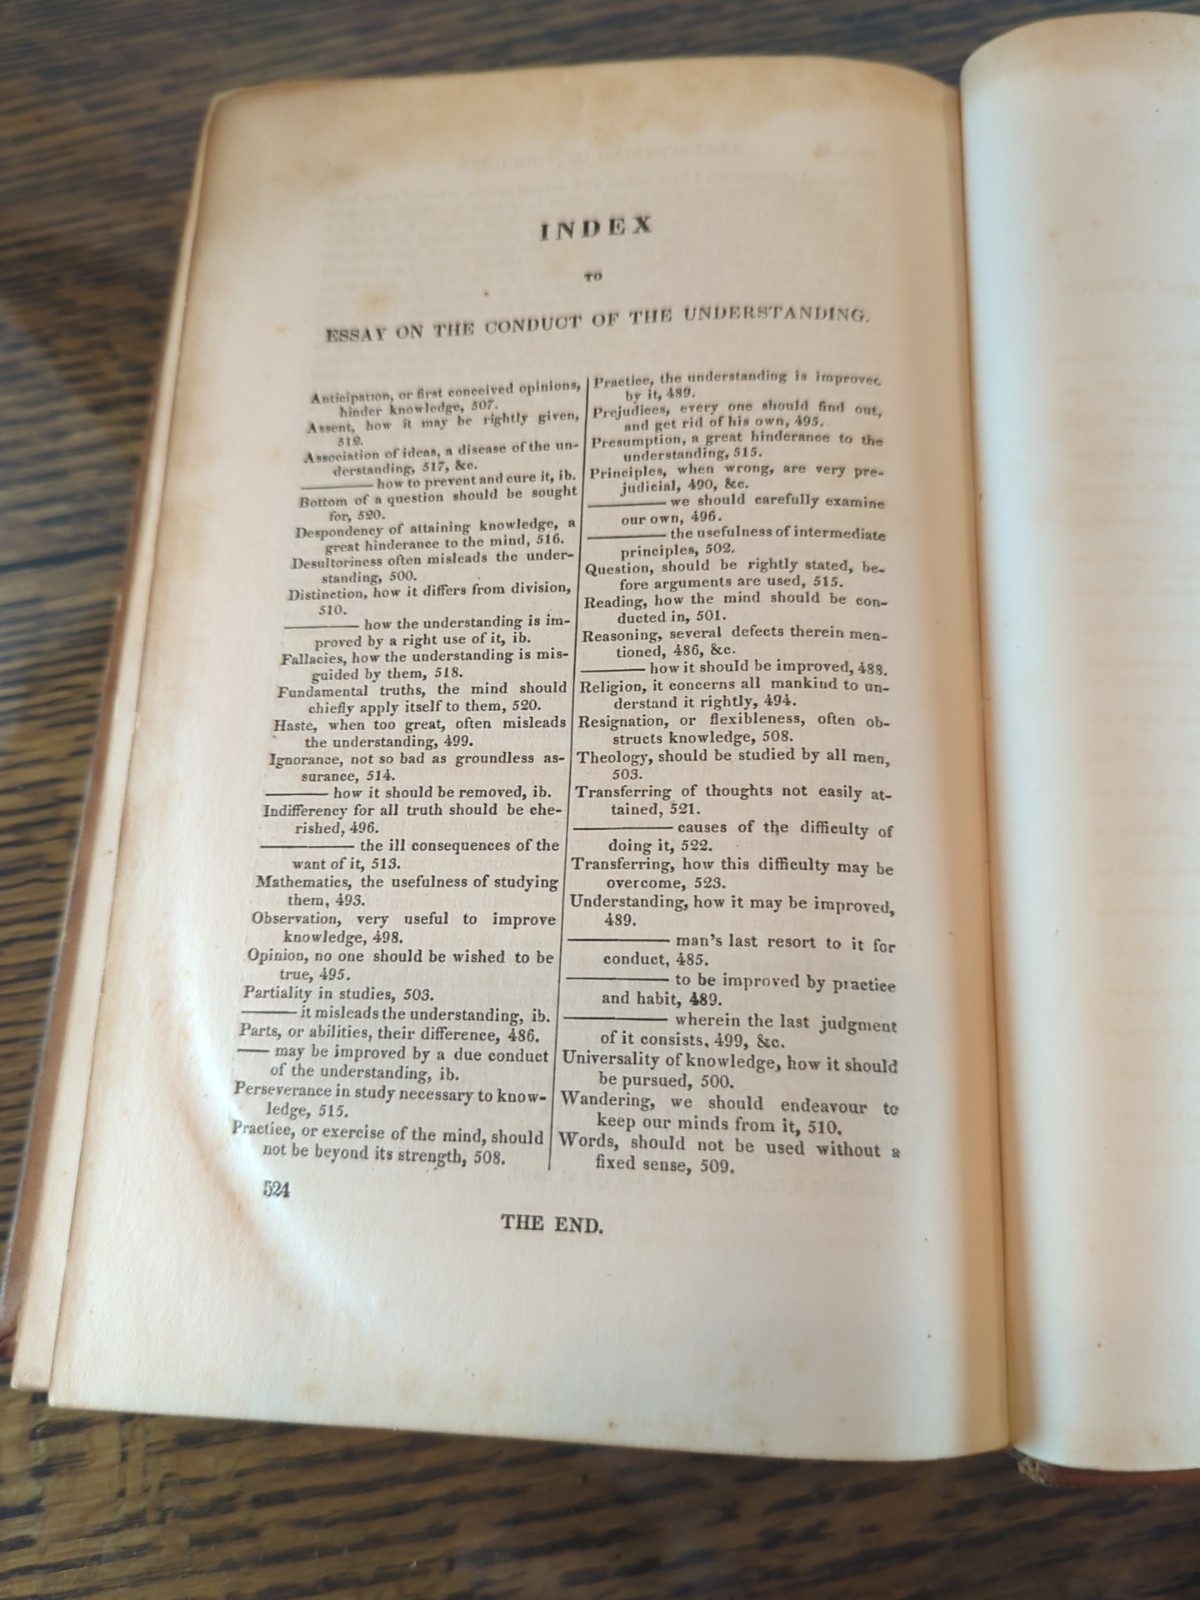 INDEX
TO
ESSAY ON THE CONDUCT OF THE UNDERSTANDING.
Anticipation, or first conceived opinions,
hinder knowledge, 507.
Assent, how it may be rightly given,
519.
Association of ideas, a disease of the un-
derstanding, 517, &c.
——— how to prevent and cure it, ib.
Bottom of a question should be sought
for, 520.
Despondency of attaining knowledge, a
great hinderance to the mind, 516.
Desultoriness often misleads the under-
standing, 500.
Distinction, how it differs from division,
510.
——— how the understanding is im-
proved by a right use of it, ib.
Fallacies, how the understanding is mis-
guided by them, 518.
Fundamental truths, the mind should
chiefly apply itself to them, 520.
Haste, when too great, often misleads
the understanding, 499.
Ignorance, not so bad as groundless as-
surance, 514.
——— how it should be removed, ib.
Indifferency for all truth should be che-
rished, 496.
——— the ill consequences of the
want of it, 513.
Mathematics, the usefulness of studying
them, 493.
Observation, very useful to improve
knowledge, 498.
Opinion, no one should be wished to be
true, 495.
Partiality in studies, 503.
——— it misleads the understanding, ib.
Parts, or abilities, their difference, 486.
—— may be improved by a due conduct
of the understanding, ib.
Perseverance in study necessary to know-
ledge, 515.
Practice, or exercise of the mind, should
not be beyond its strength, 508.
Practice, the understanding is improved
by it, 489.
Prejudices, every one should find out,
and get rid of his own, 495.
Presumption, a great hinderance to the
understanding, 515.
Principles, when wrong, are very pre-
judicial, 490, &c.
——— we should carefully examine
our own, 496.
——— the usefulness of intermediate
principles, 502.
Question, should be rightly stated, be-
fore arguments are used, 515.
Reading, how the mind should be con-
ducted in, 501.
Reasoning, several defects therein men-
tioned, 486, &c.
——— how it should be improved, 488.
Religion, it concerns all mankind to un-
derstand it rightly, 494.
Resignation, or flexibleness, often ob-
structs knowledge, 508.
Theology, should be studied by all men,
503.
Transferring of thoughts not easily at-
tained, 521.
——— causes of the difficulty of
doing it, 522.
Transferring, how this difficulty may be
overcome, 523.
Understanding, how it may be improved,
489.
——— man's last resort to it for
conduct, 485.
——— to be improved by practice
and habit, 489.
——— wherein the last judgment
of it consists, 499, &c.
Universality of knowledge, how it should
be pursued, 500.
Wandering, we should endeavour to
keep our minds from it, 510.
Words, should not be used without a
fixed sense, 509.
524
THE END.